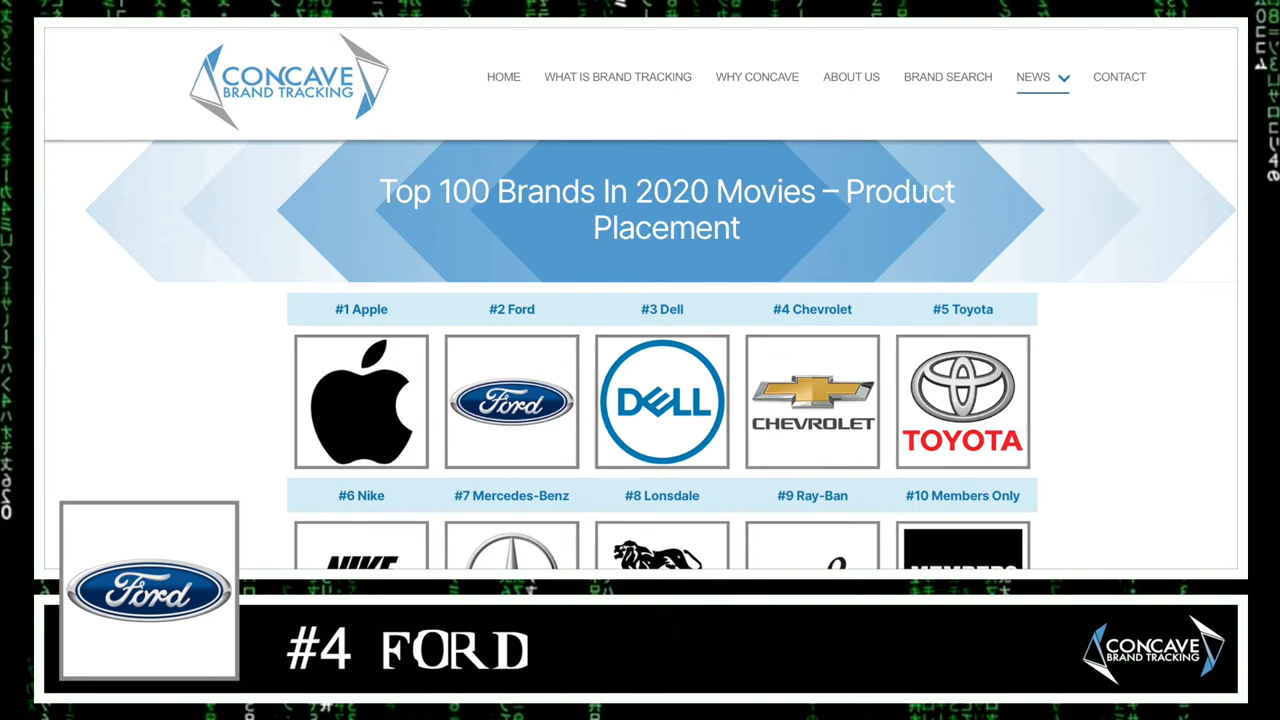 CONCAVE
BRAND TRACKING
HOME WHAT IS BRAND TRACKING WHY CONCAVE ABOUT US BRAND SEARCH NEWS CONTACT
Top 100 Brands In 2020 Movies – Product
Placement
#1 Apple #2 Ford #3 Dell #4 Chevrolet #5 Toyota
Ford DELL CHEVROLET TOYOTA
#6 Nike #7 Mercedes-Benz #8 Lonsdale #9 Ray-Ban #10 Members Only
NIKE MEMBERS
Ford
#4 FORD
CONCAVE
BRAND TRACKING